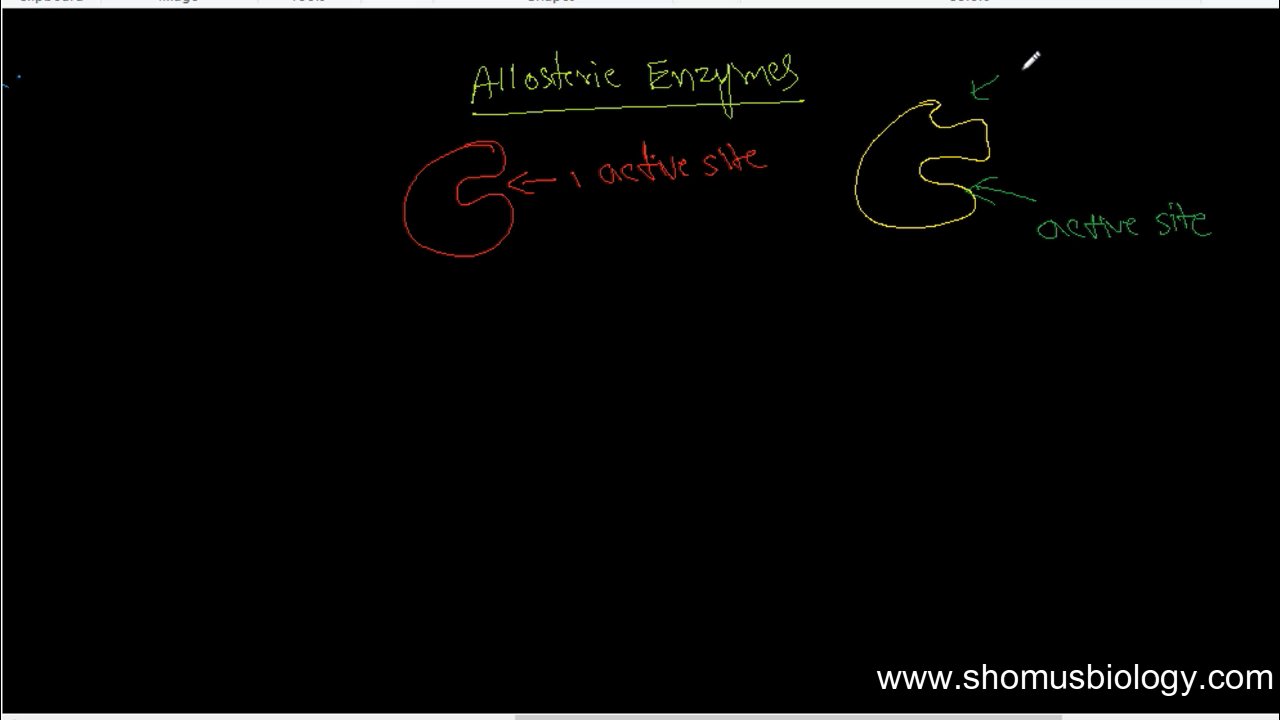 Allosteric Enzymes
1 active site
active site
www.shomusbiology.com